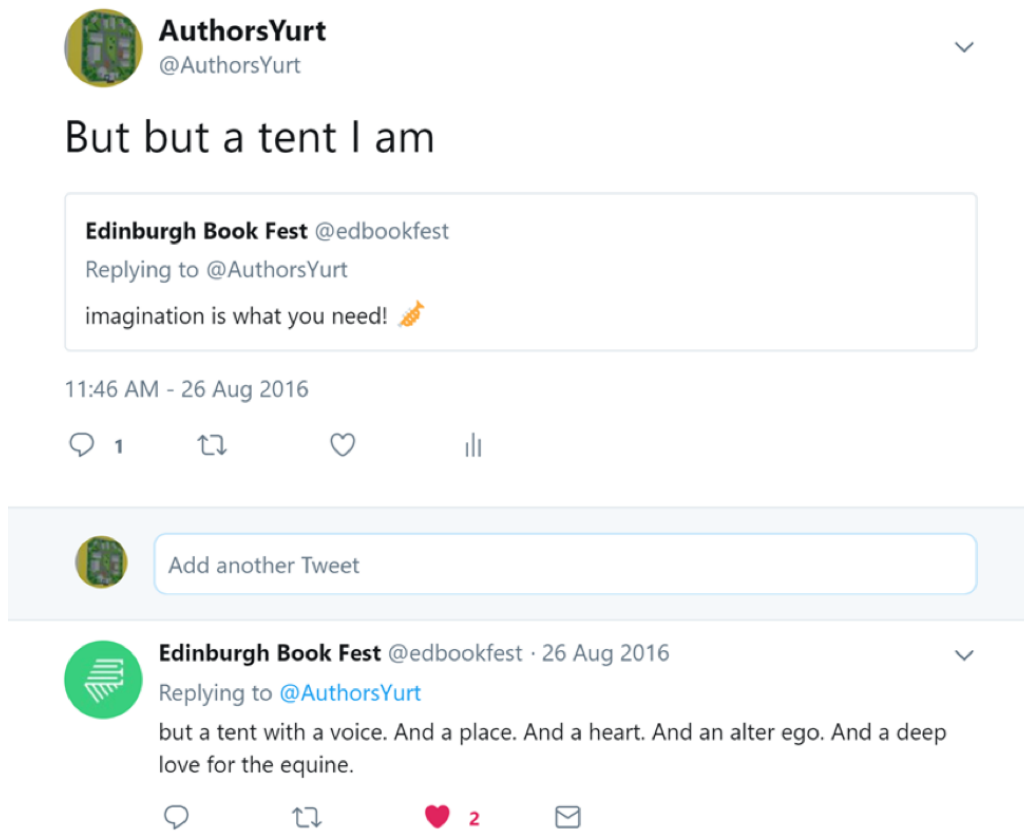 AuthorsYurt
@AuthorsYurt
But but a tent I am
Edinburgh Book Fest @edbookfest
Replying to @AuthorsYurt
imagination is what you need! 🎺
11:46 AM - 26 Aug 2016
1
Add another Tweet
Edinburgh Book Fest @edbookfest · 26 Aug 2016
Replying to @AuthorsYurt
but a tent with a voice. And a place. And a heart. And an alter ego. And a deep
love for the equine.
2